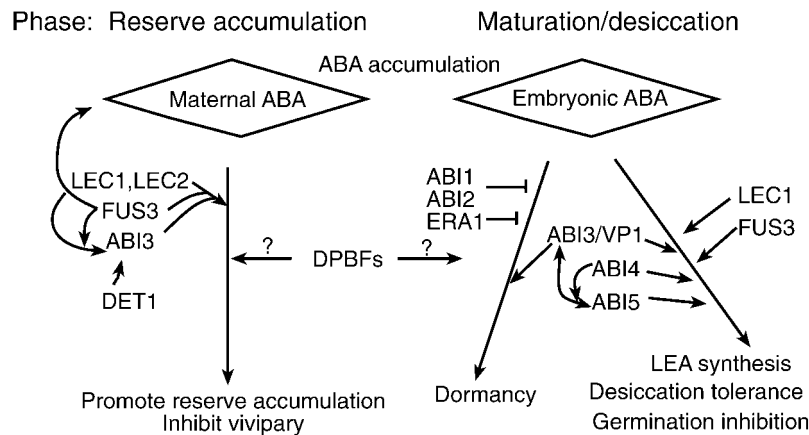 Phase: Reserve accumulation
Maturation/desiccation
ABA accumulation
Maternal ABA
Embryonic ABA
LEC1,LEC2
FUS3
ABI3
DET1
?
DPBFs
?
ABI1
ABI2
ERA1
ABI3/VP1
ABI4
ABI5
LEC1
FUS3
Promote reserve accumulation
Inhibit vivipary
Dormancy
LEA synthesis
Desiccation tolerance
Germination inhibition